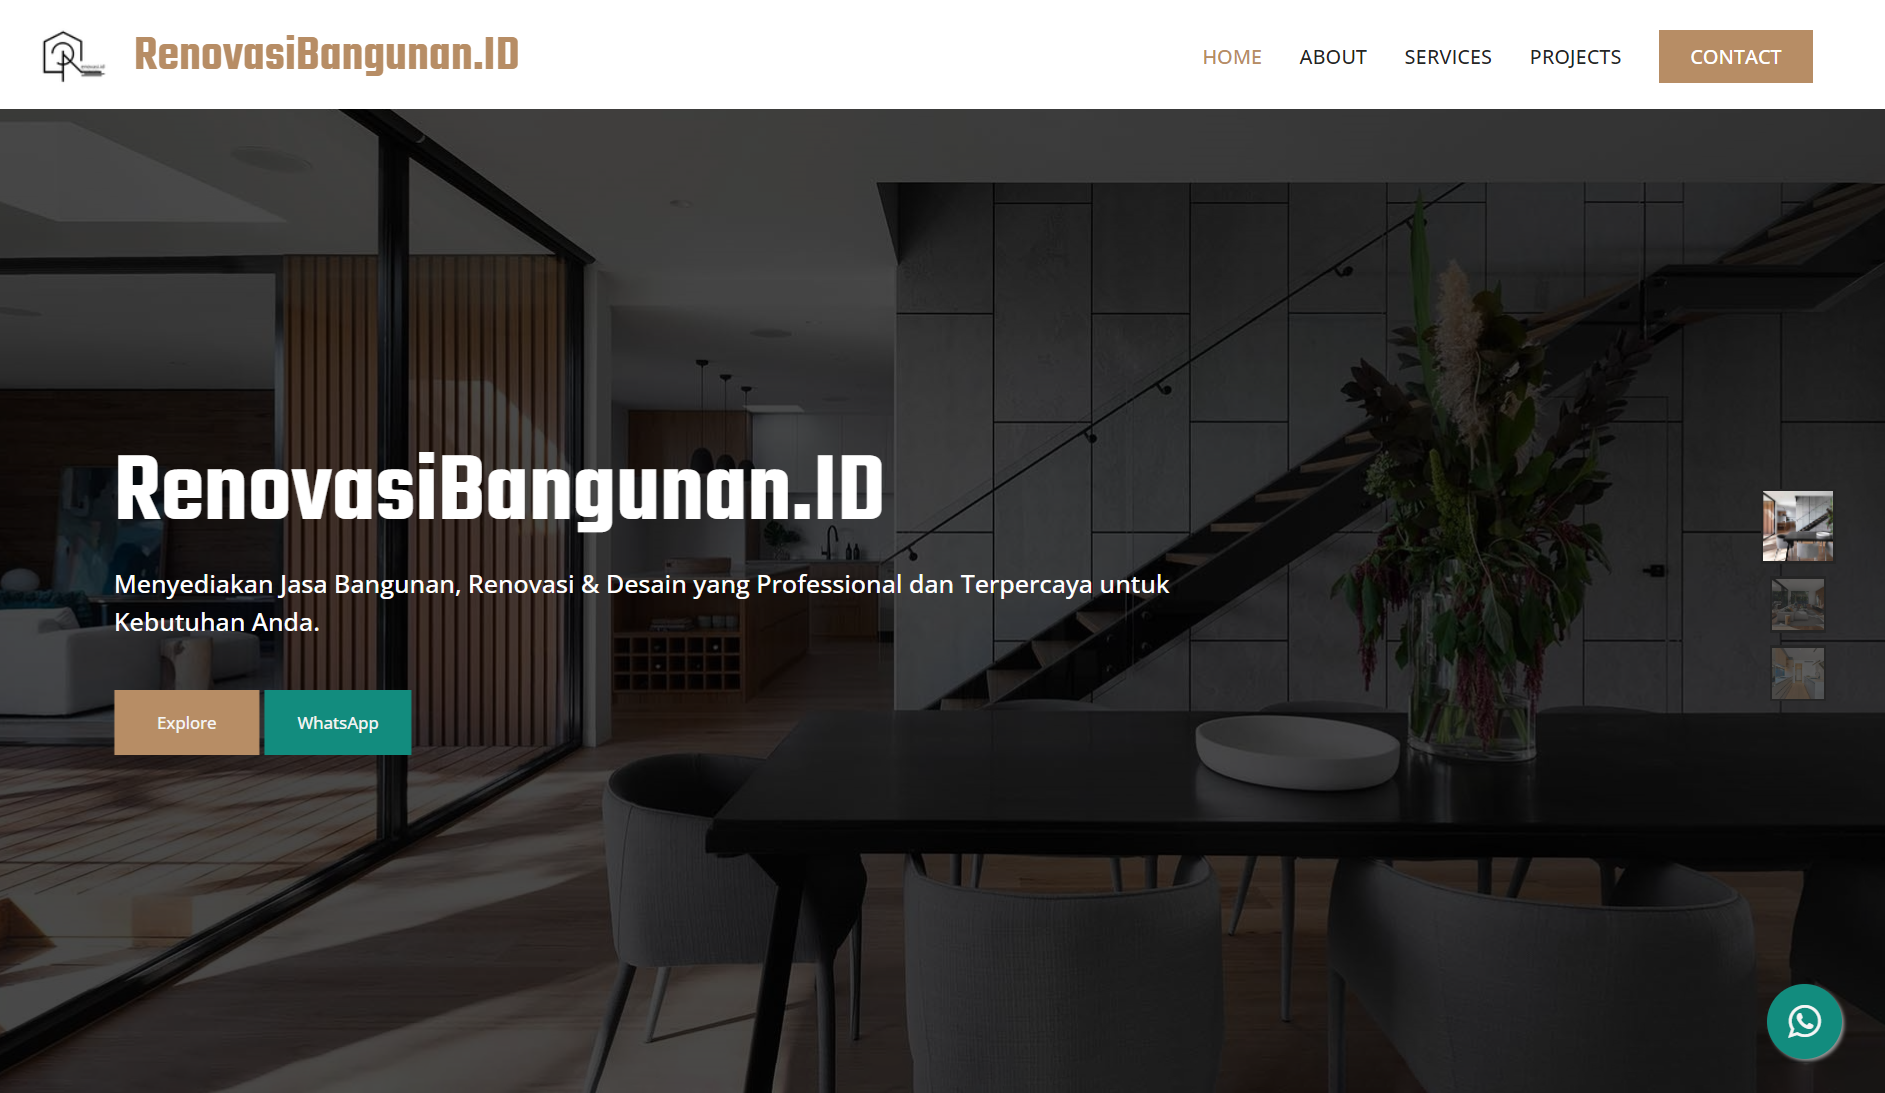 RenovasiBangunan.ID
HOME
ABOUT
SERVICES
PROJECTS
CONTACT
RenovasiBangunan.ID
Menyediakan Jasa Bangunan, Renovasi & Desain yang Professional dan Terpercaya untuk
Kebutuhan Anda.
Explore
WhatsApp